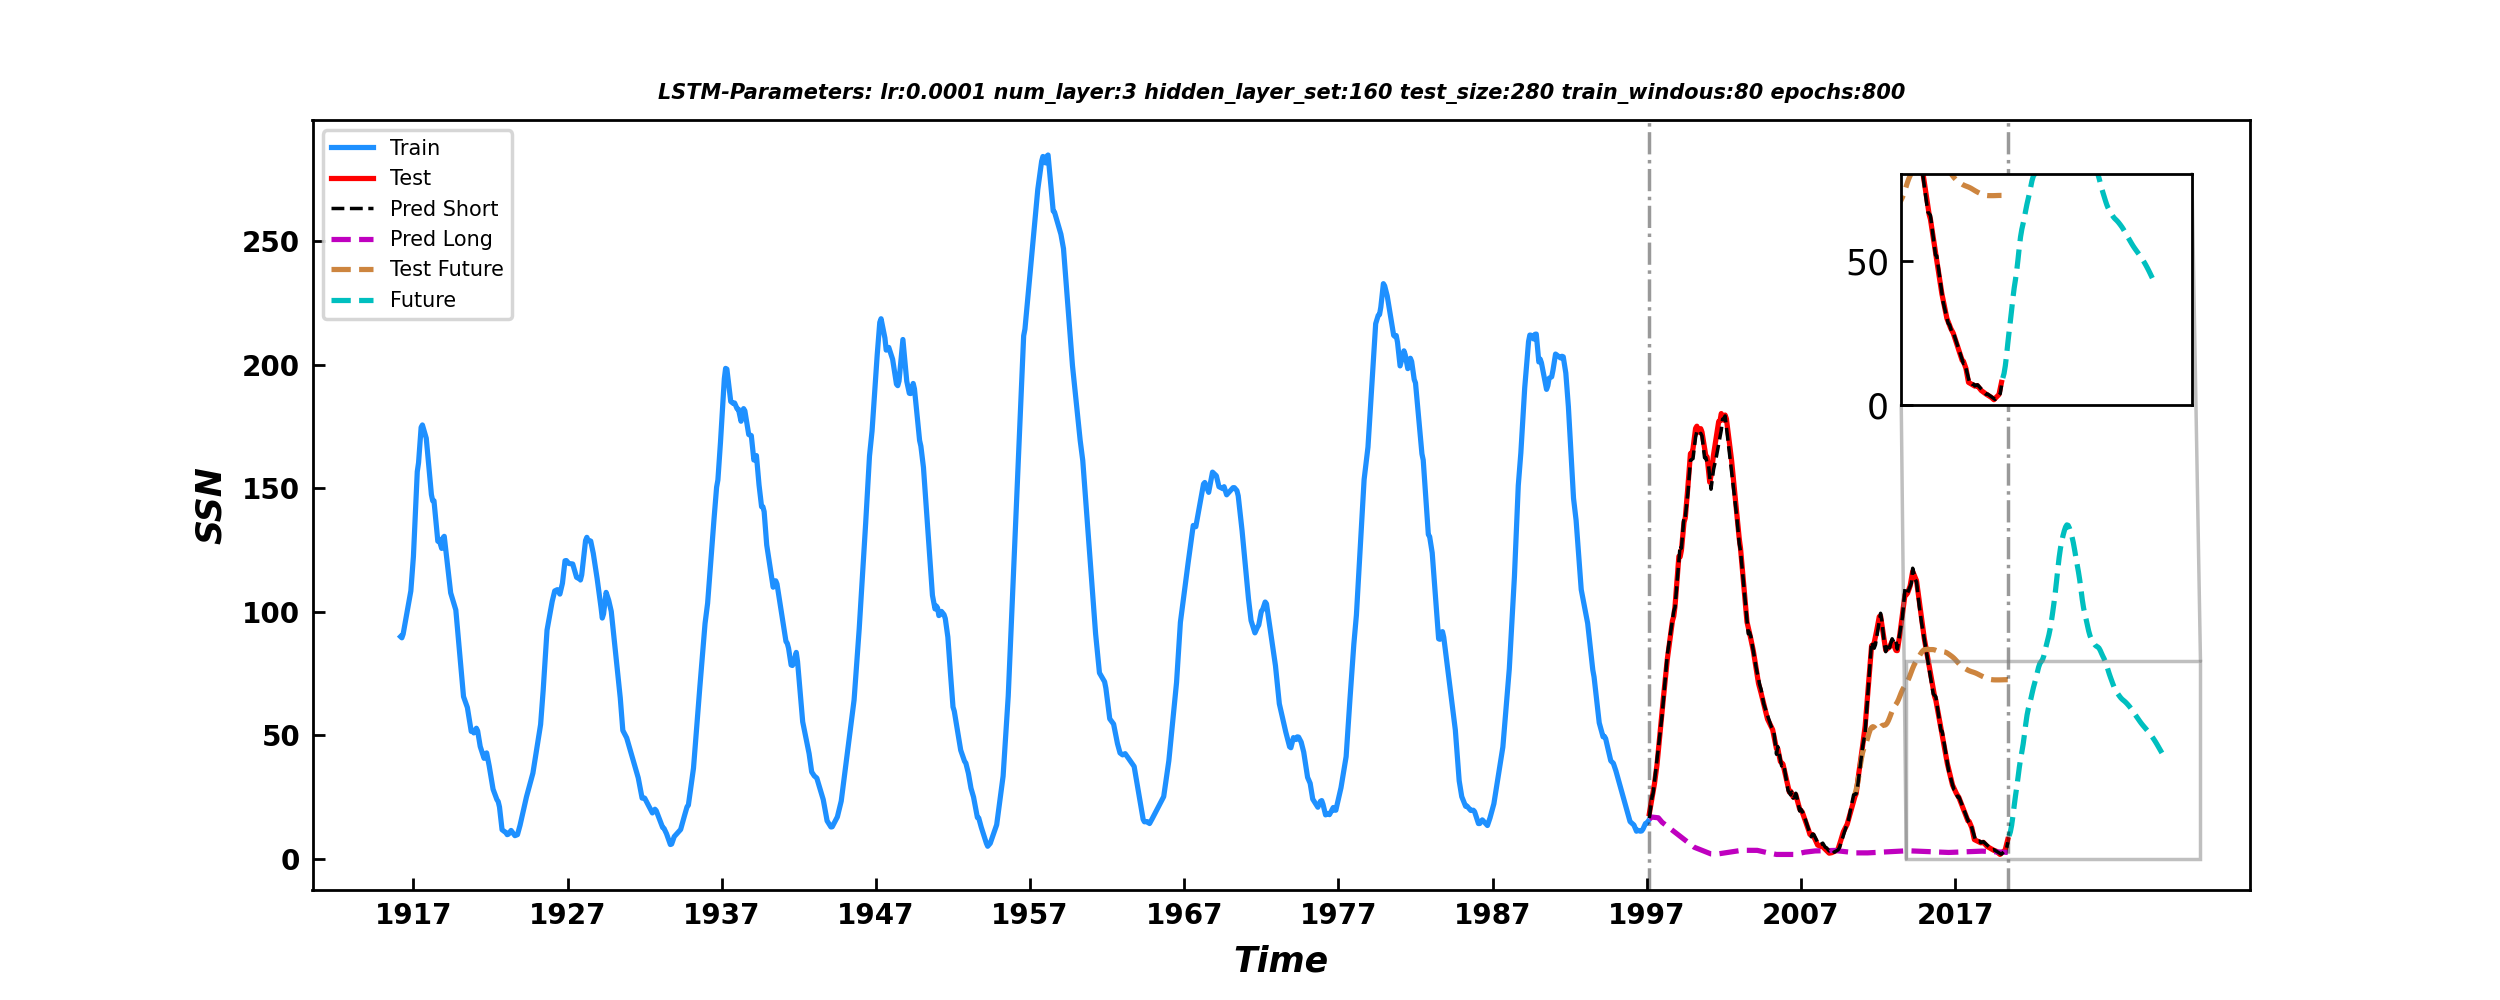 LSTM-Parameters: lr:0.0001 num_layer:3 hidden_layer_set:160 test_size:280 train_windous:80 epochs:800
Train
Test
Pred Short
Pred Long
Test Future
Future
SSN
250
200
150
100
50
0
50
0
1917 1927 1937 1947 1957 1967 1977 1987 1997 2007 2017
Time